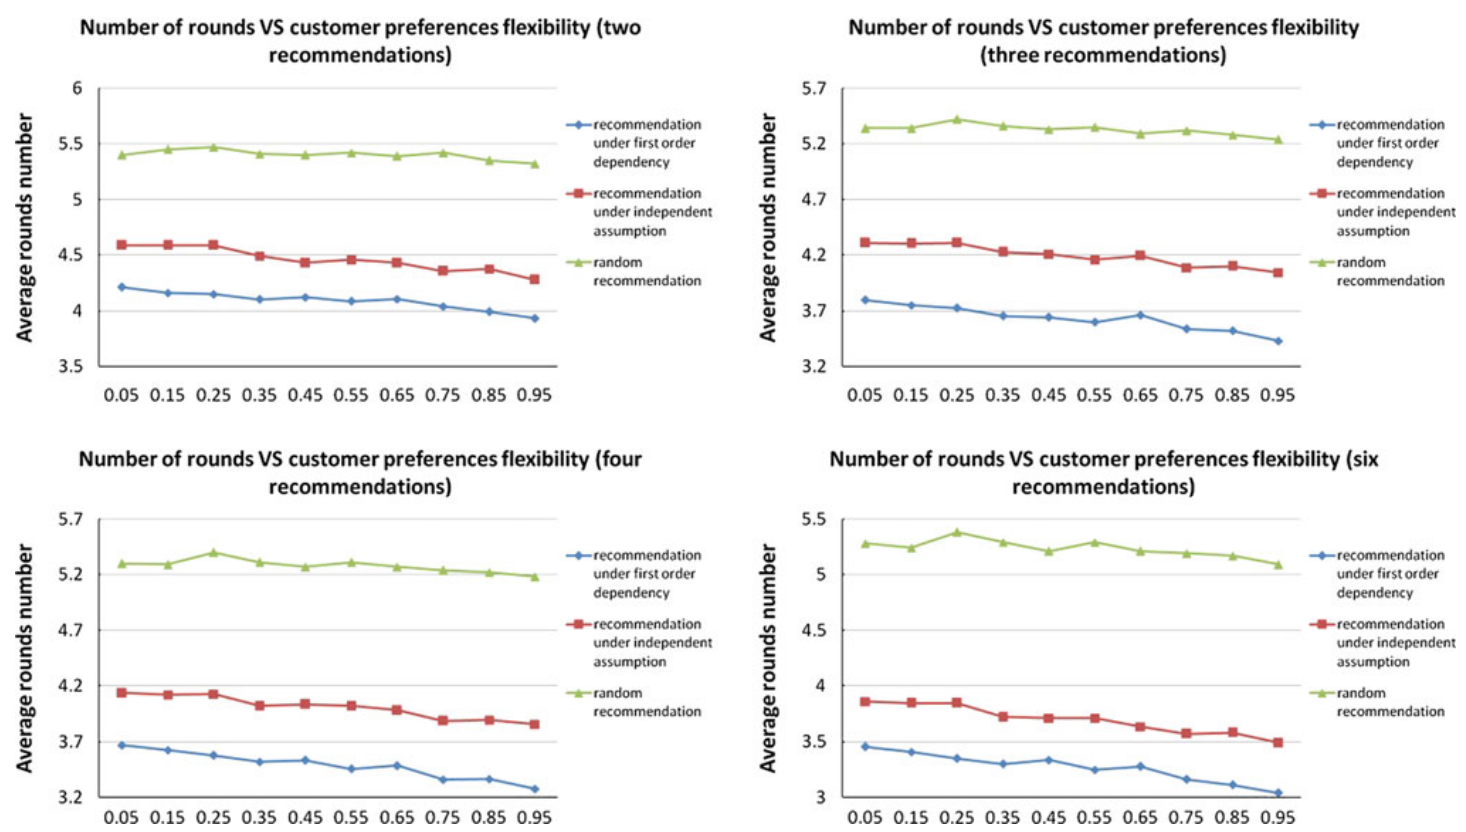 Number of rounds VS customer preferences flexibility (two
recommendations)
Average rounds number
6
5.5
5
4.5
4
3.5
0.05 0.15 0.25 0.35 0.45 0.55 0.65 0.75 0.85 0.95
recommendation
under first order
dependency
recommendation
under independent
assumption
random
recommendation
Number of rounds VS customer preferences flexibility
(three recommendations)
Average rounds number
5.7
5.2
4.7
4.2
3.7
3.2
0.05 0.15 0.25 0.35 0.45 0.55 0.65 0.75 0.85 0.95
recommendation
under first order
dependency
recommendation
under independent
assumption
random
recommendation
Number of rounds VS customer preferences flexibility (four
recommendations)
Average rounds number
5.7
5.2
4.7
4.2
3.7
3.2
0.05 0.15 0.25 0.35 0.45 0.55 0.65 0.75 0.85 0.95
recommendation
under first order
dependency
recommendation
under independent
assumption
random
recommendation
Number of rounds VS customer preferences flexibility (six
recommendations)
Average rounds number
5.5
5
4.5
4
3.5
3
0.05 0.15 0.25 0.35 0.45 0.55 0.65 0.75 0.85 0.95
recommendation
under first order
dependency
recommendation
under independent
assumption
random
recommendation